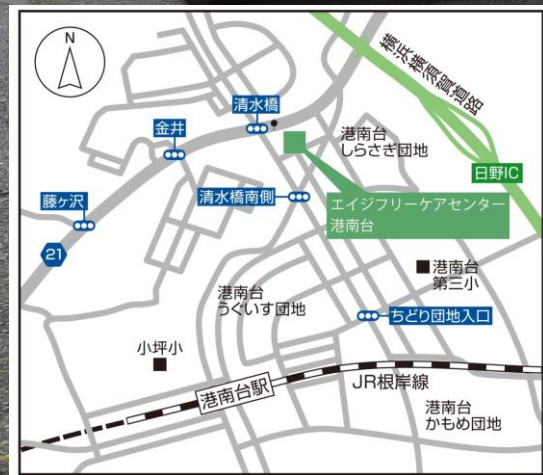 N
横浜横須賀道路
清水橋
金井
港南台
しらさぎ団地
日野IC
藤ヶ沢
清水橋南側
エイジフリーケアセンター
港南台
21
港南台
第三小
港南台
うぐいす団地
ちどり団地入口
小坪小
港南台駅
JR根岸線
港南台
かもめ団地